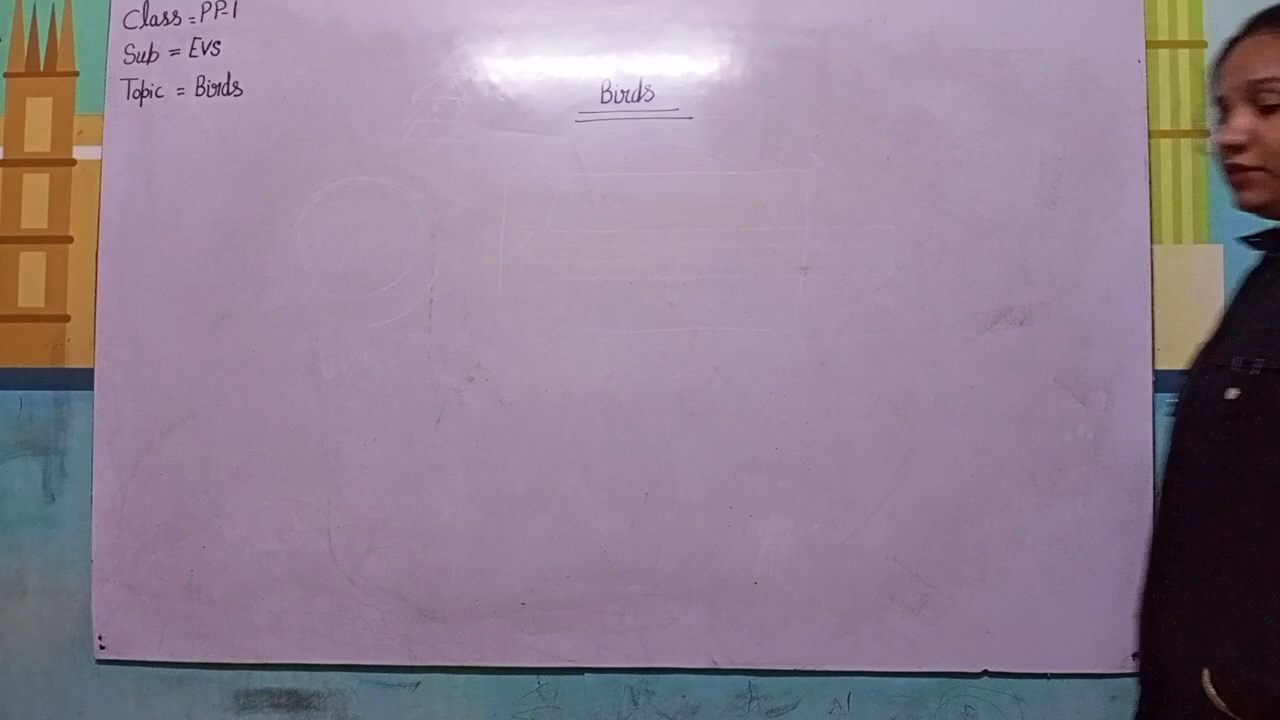 Class = PP-1
Sub = EVS
Topic = Birds
Birds